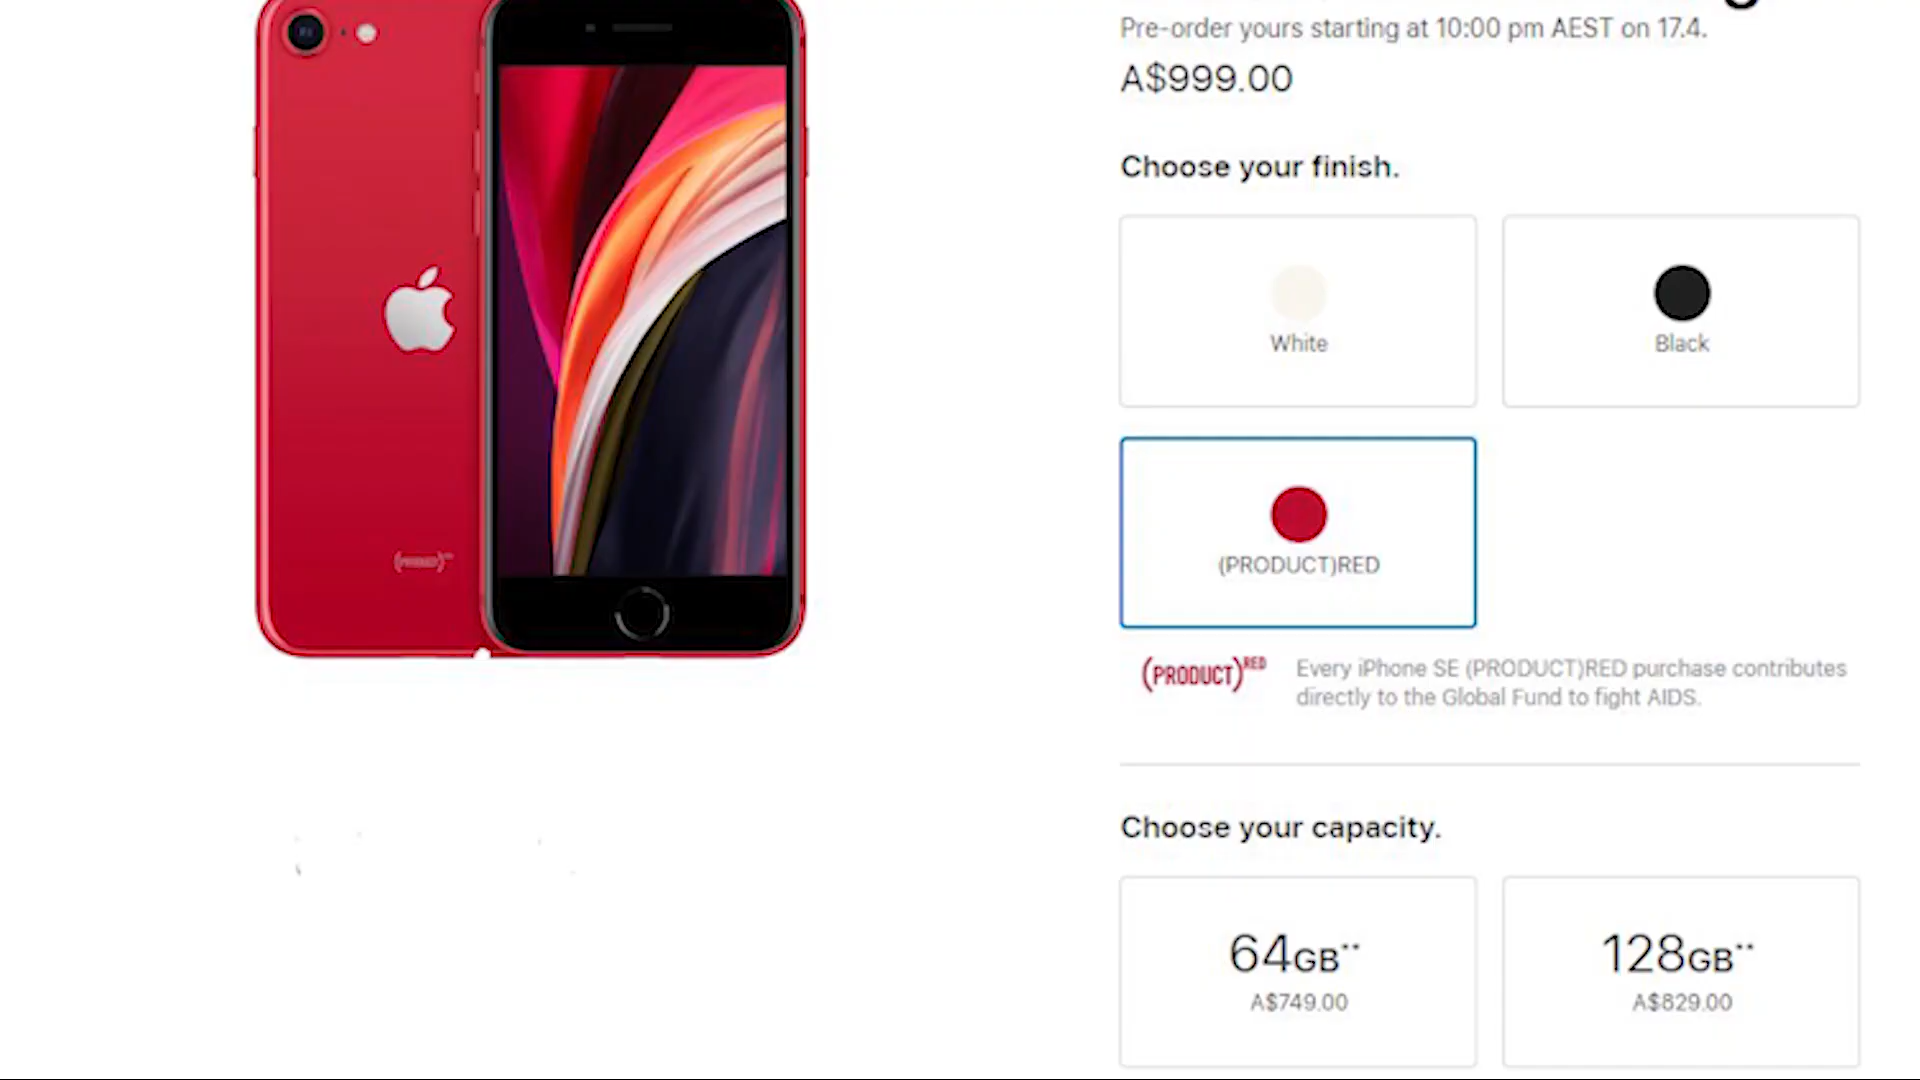 Pre-order yours starting at 10:00 pm AEST on 17.4.
A$999.00
Choose your finish.
White
Black
(PRODUCT)RED
(PRODUCT)RED
Every iPhone SE (PRODUCT)RED purchase contributes
directly to the Global Fund to fight AIDS.
Choose your capacity.
64GB**
A$749.00
128GB**
A$829.00
(PRODUCT)